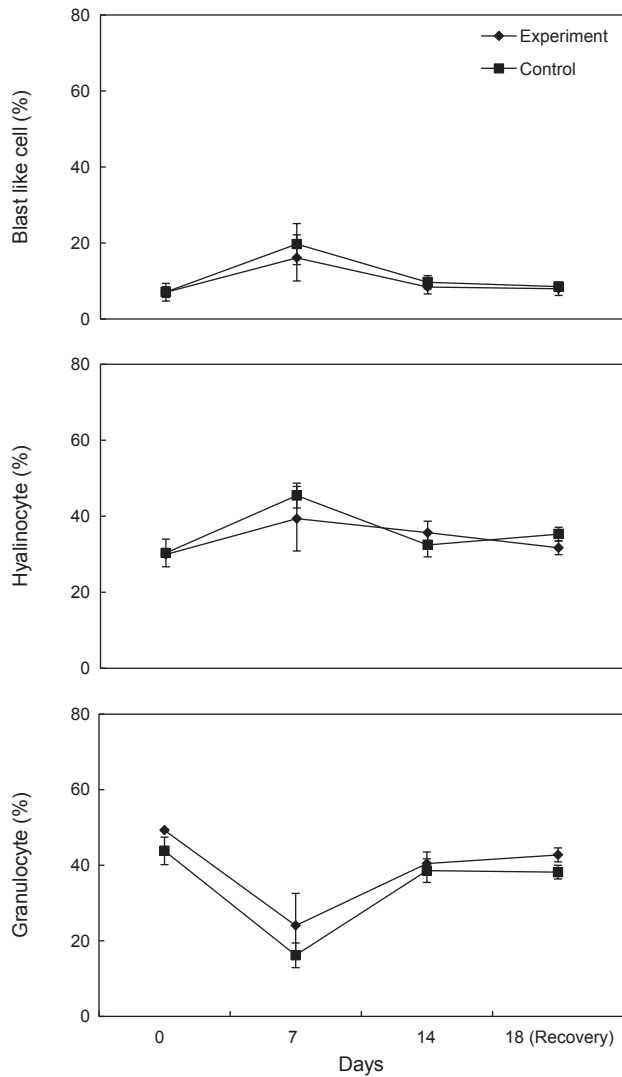 80
Experiment
Control
60
Blast like cell (%)
40
20
0
80
60
Hyalinocyte (%)
40
20
0
80
60
Granulocyte (%)
40
20
0
0 7 14 18 (Recovery)
Days